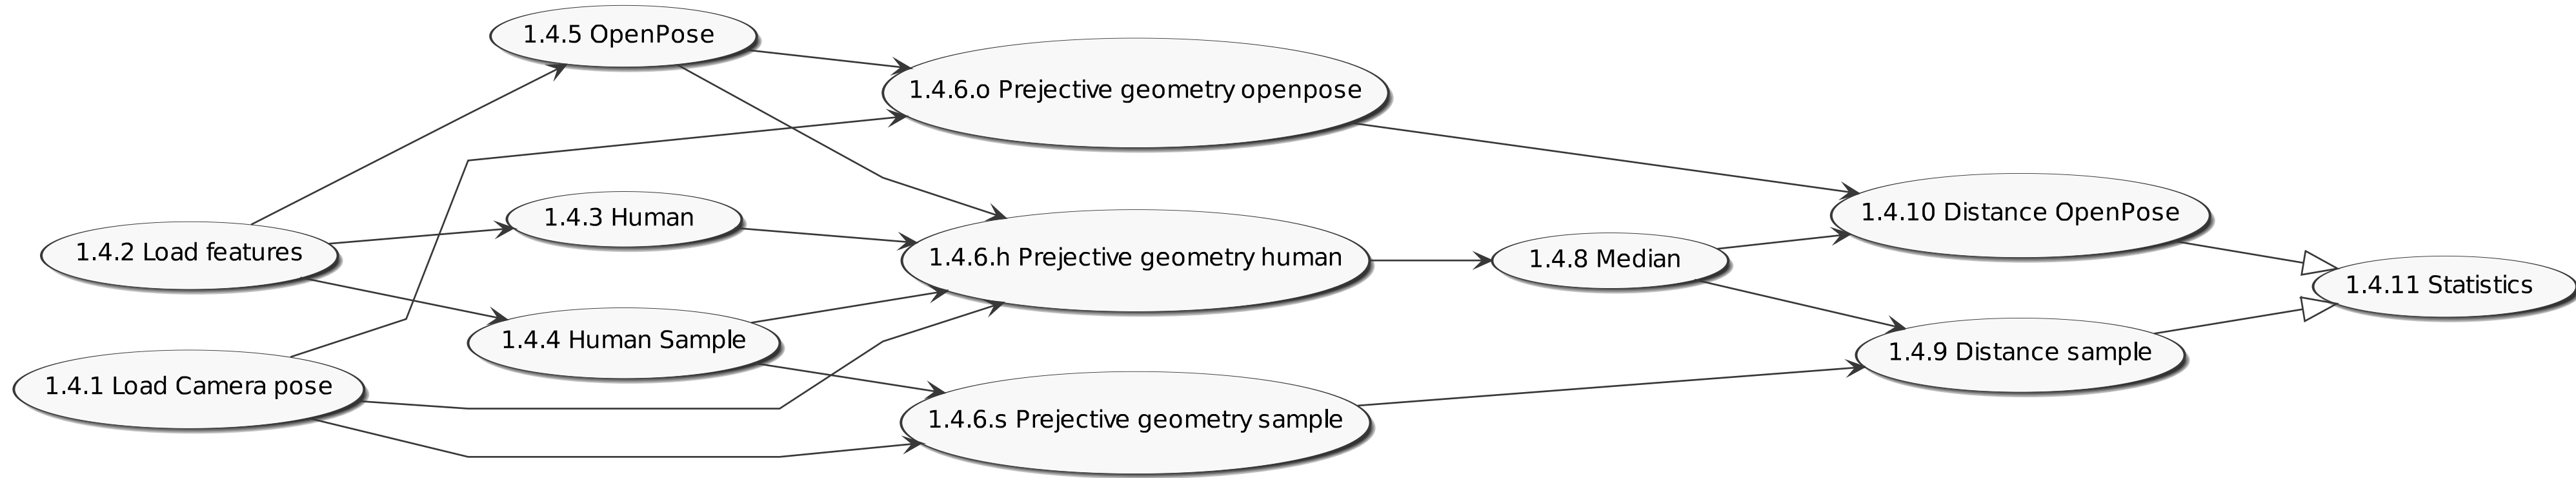 1.4.5 OpenPose
1.4.6.o Prejective geometry openpose
1.4.3 Human
1.4.10 Distance OpenPose
1.4.2 Load features
1.4.6.h Prejective geometry human
1.4.8 Median
1.4.11 Statistics
1.4.4 Human Sample
1.4.9 Distance sample
1.4.1 Load Camera pose
1.4.6.s Prejective geometry sample